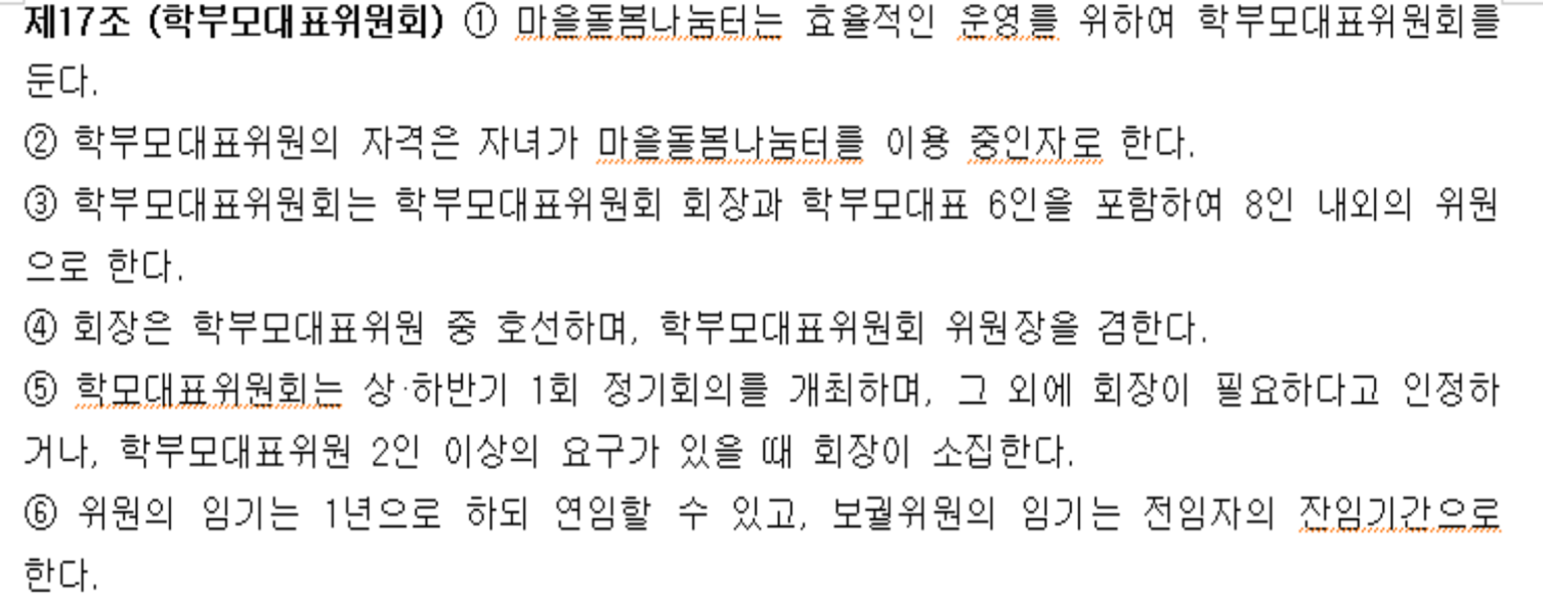 제17조 (학부모대표위원회) ① 마을돌봄나눔터는 효율적인 운영를 위하여 학부모대표위원회를
둔다.
② 학부모대표위원의 자격은 자녀가 마을돌봄나눔터를 이용 중인자로 한다.
③ 학부모대표위원회는 학부모대표위원회 회장과 학부모대표 6인을 포함하여 8인 내외의 위원
으로 한다.
④ 회장은 학부모대표위원 중 호선하며, 학부모대표위원회 위원장을 겸한다.
⑤ 학모대표위원회는 상·하반기 1회 정기회의를 개최하며, 그 외에 회장이 필요하다고 인정하
거나, 학부모대표위원 2인 이상의 요구가 있을 때 회장이 소집한다.
⑥ 위원의 임기는 1년으로 하되 연임할 수 있고, 보궐위원의 임기는 전임자의 잔임기간으로
한다.